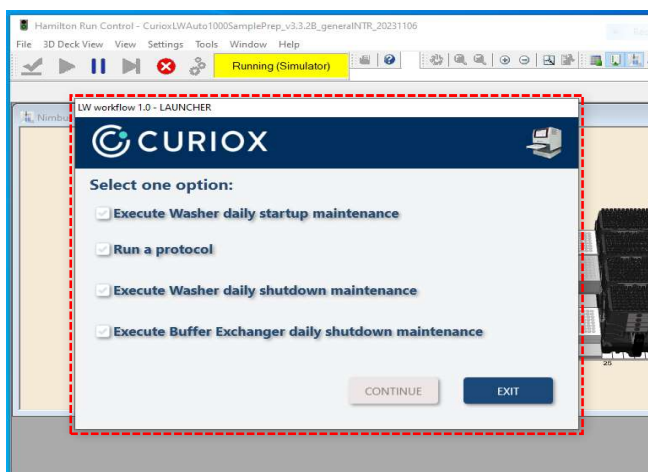 Hamilton Run Control - CurioxLWAuto1000SamplePrep_v3.3.2B_generalNTR_20231106
File 3D Deck View View Settings Tools Window Help
Running (Simulator)
LW workflow 1.0 - LAUNCHER
Nimbu
CURIOX
Select one option:
Execute Washer daily startup maintenance
Run a protocol
Execute Washer daily shutdown maintenance
Execute Buffer Exchanger daily shutdown maintenance
25
CONTINUE EXIT